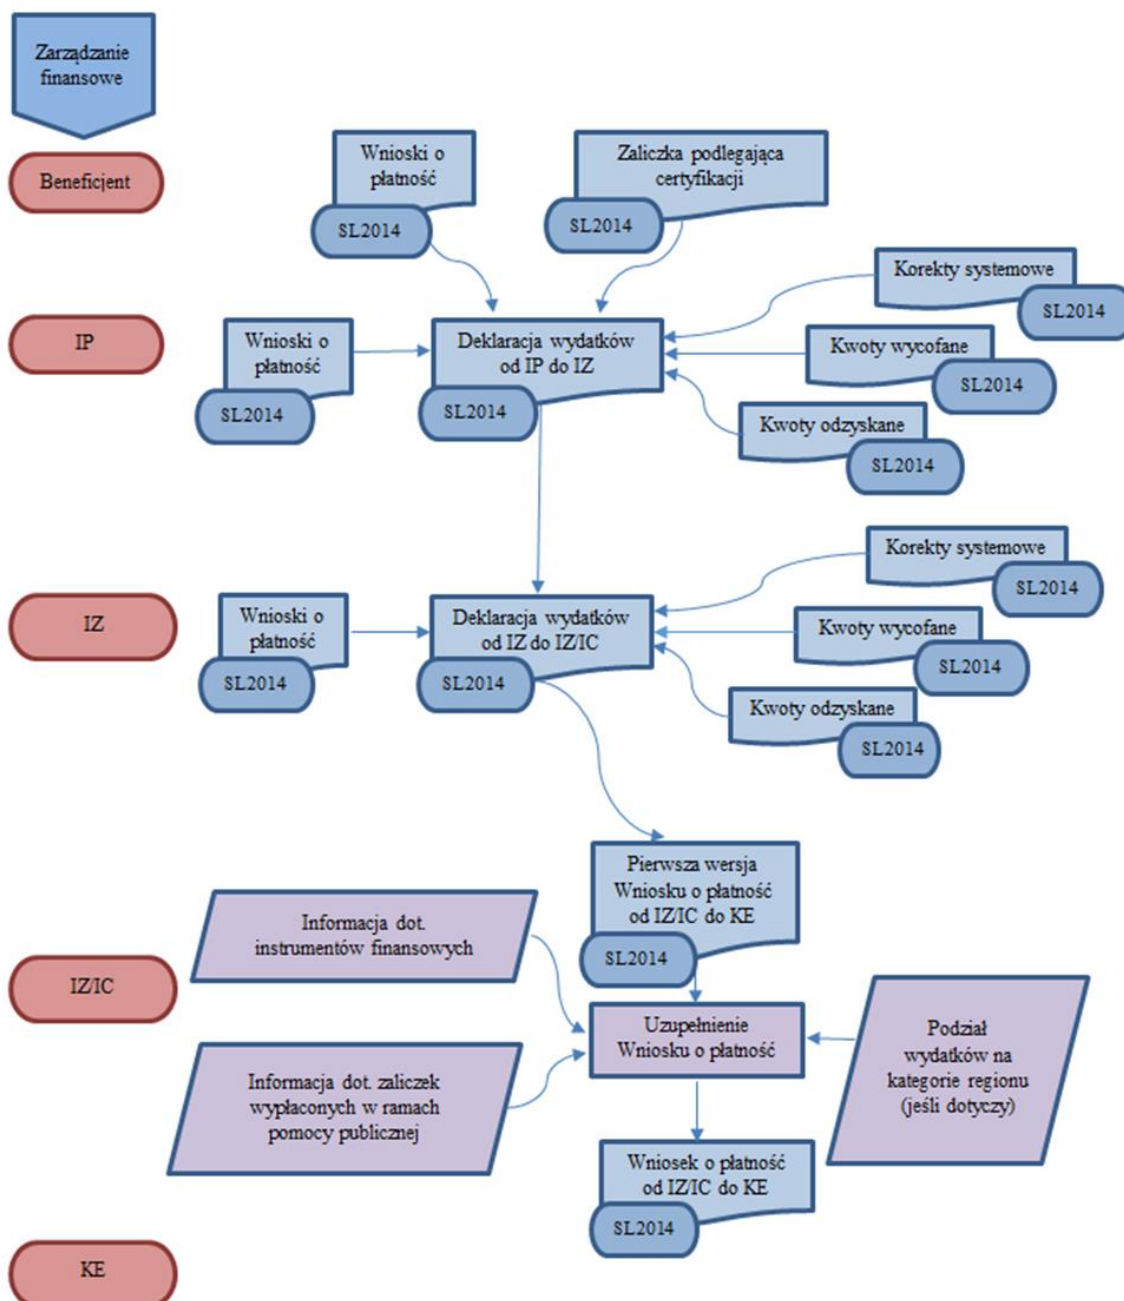 Zarządzanie
finansowe
Beneficjent
Wnioski o
płatność
SL2014
Zaliczka podlegająca
certyfikacji
SL2014
Korekty systemowe
SL2014
IP
Wnioski o
płatność
SL2014
Deklaracja wydatków
od IP do IZ
SL2014
Kwoty wycofane
SL2014
Kwoty odzyskane
SL2014
Korekty systemowe
SL2014
IZ
Wnioski o
płatność
SL2014
Deklaracja wydatków
od IZ do IZ/IC
SL2014
Kwoty wycofane
SL2014
Kwoty odzyskane
SL2014
Pierwsza wersja
Wniosku o płatność
od IZ/IC do KE
SL2014
Informacja dot.
instrumentów finansowych
IZ/IC
Uzupełnienie
Wniosku o płatność
Podział
wydatków na
kategorie regionu
(jeśli dotyczy)
Informacja dot. zaliczek
wypłaconych w ramach
pomocy publicznej
Wniosek o płatność
od IZ/IC do KE
SL2014
KE